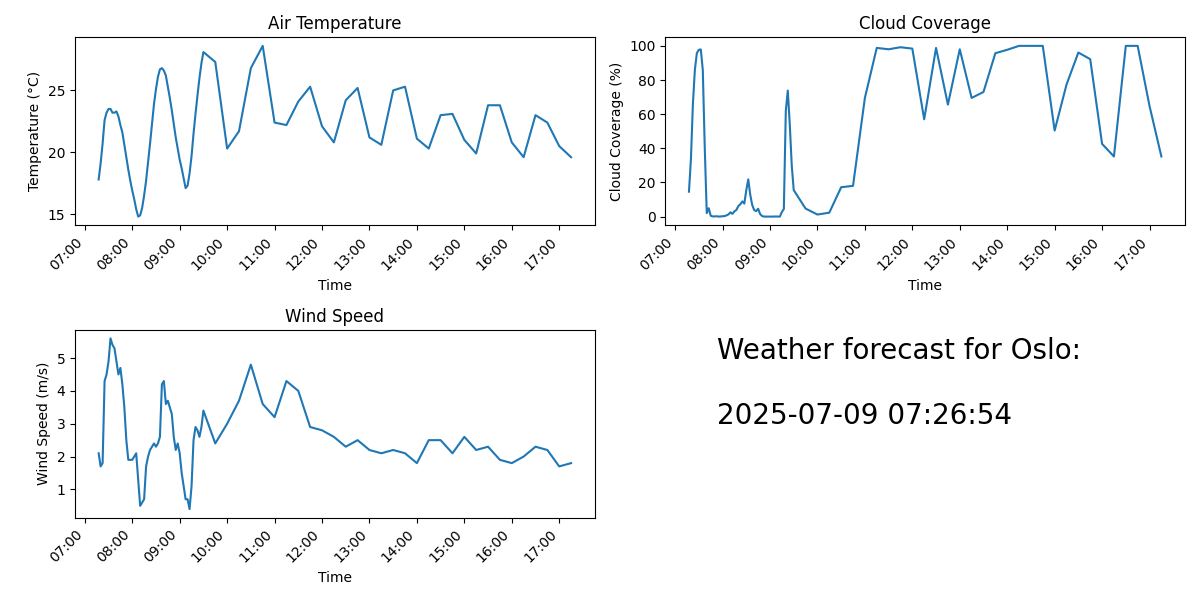 Air Temperature
Temperature (°C)
25
20
15
07:00 08:00 09:00 10:00 11:00 12:00 13:00 14:00 15:00 16:00 17:00
Time
Cloud Coverage
Cloud Coverage (%)
100
80
60
40
20
0
07:00 08:00 09:00 10:00 11:00 12:00 13:00 14:00 15:00 16:00 17:00
Time
Wind Speed
Wind Speed (m/s)
5
4
3
2
1
07:00 08:00 09:00 10:00 11:00 12:00 13:00 14:00 15:00 16:00 17:00
Time
Weather forecast for Oslo:
2025-07-09 07:26:54